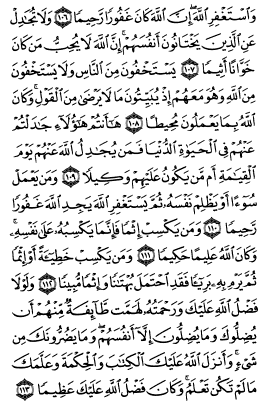 وَٱسْتَغْفِرِ ٱللَّهَ ۖ إِنَّ ٱللَّهَ كَانَ غَفُورًا رَّحِيمًا ١٠٦ وَلَا تُجَٰدِلْ
عَنِ ٱلَّذِينَ يَخْتَانُونَ أَنفُسَهُمْ ۚ إِنَّ ٱللَّهَ لَا يُحِبُّ مَن كَانَ
خَوَّانًا أَثِيمًا ١٠٧ يَسْتَخْفُونَ مِنَ ٱلنَّاسِ وَلَا يَسْتَخْفُونَ
مِنَ ٱللَّهِ وَهُوَ مَعَهُمْ إِذْ يُبَيِّتُونَ مَا لَا يَرْضَىٰ مِنَ ٱلْقَوْلِ ۚ وَكَانَ
ٱللَّهُ بِمَا يَعْمَلُونَ مُحِيطًا ١٠٨ هَٰٓأَنتُمْ هَٰٓؤُلَآءِ جَٰدَلْتُمْ
عَنْهُمْ فِى ٱلْحَيَوٰةِ ٱلدُّنْيَا فَمَن يُجَٰدِلُ ٱللَّهَ عَنْهُمْ يَوْمَ
ٱلْقِيَٰمَةِ أَم مَّن يَكُونُ عَلَيْهِمْ وَكِيلًا ١٠٩ وَمَن يَعْمَلْ
سُوٓءًا أَوْ يَظْلِمْ نَفْسَهُۥ ثُمَّ يَسْتَغْفِرِ ٱللَّهَ يَجِدِ ٱللَّهَ غَفُورًا
رَّحِيمًا ١١٠ وَمَن يَكْسِبْ إِثْمًا فَإِنَّمَا يَكْسِبُهُۥ عَلَىٰ نَفْسِهِۦ ۚ
وَكَانَ ٱللَّهُ عَلِيمًا حَكِيمًا ١١١ وَمَن يَكْسِبْ خَطِيٓـَٔةً أَوْ إِثْمًا
ثُمَّ يَرْمِ بِهِۦ بَرِيٓـًٔا فَقَدِ ٱحْتَمَلَ بُهْتَٰنًا وَإِثْمًا مُّبِينًا ١١٢ وَلَوْلَا
فَضْلُ ٱللَّهِ عَلَيْكَ وَرَحْمَتُهُۥ لَهَمَّت طَّآئِفَةٌ مِّنْهُمْ أَن
يُضِلُّوكَ وَمَا يُضِلُّونَ إِلَّآ أَنفُسَهُمْ ۖ وَمَا يَضُرُّونَكَ مِن
شَىْءٍ ۚ وَأَنزَلَ ٱللَّهُ عَلَيْكَ ٱلْكِتَٰبَ وَٱلْحِكْمَةَ وَعَلَّمَكَ
مَا لَمْ تَكُن تَعْلَمُ ۚ وَكَانَ فَضْلُ ٱللَّهِ عَلَيْكَ عَظِيمًا ١١٣